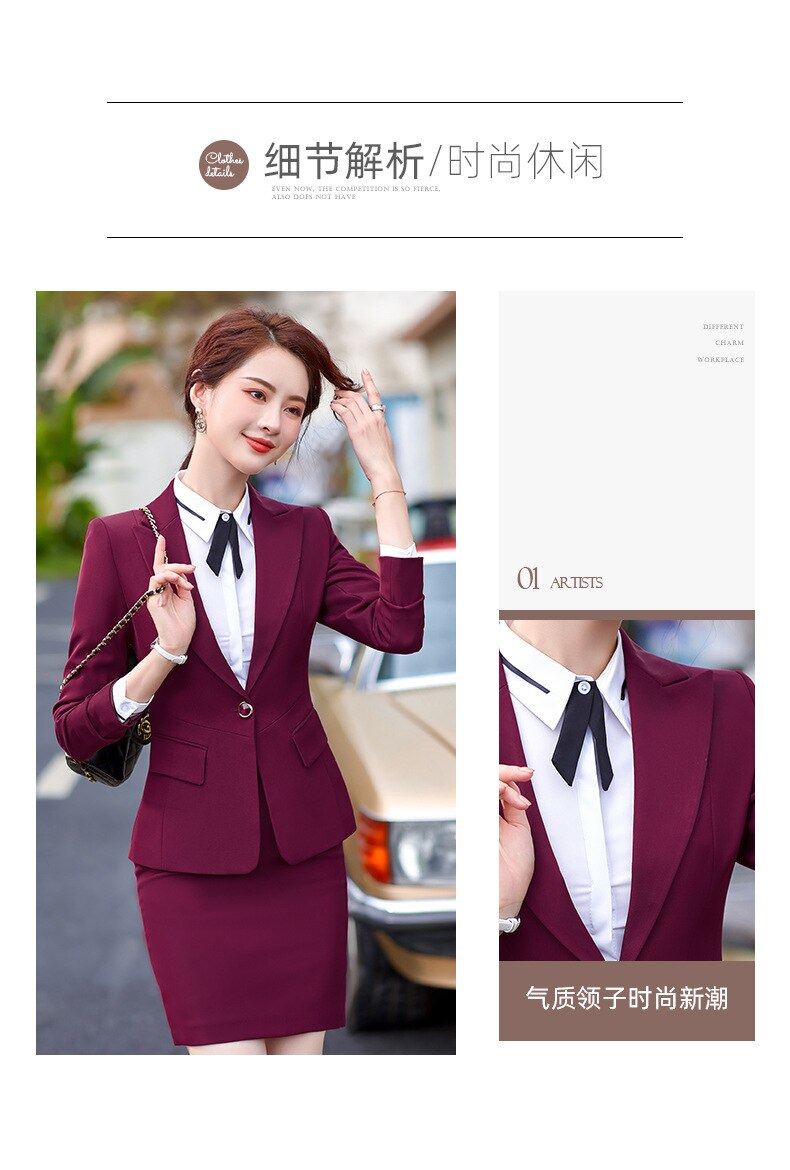 Clothes
details
细节解析/时尚休闲
EVEN NOW, THE COMPETITION IS SO FIERCE,
ALSO DOES NOT HAVE
DIFFERENT
CHARM
WORKPLACE
01 ARTISTS
气质领子时尚新潮